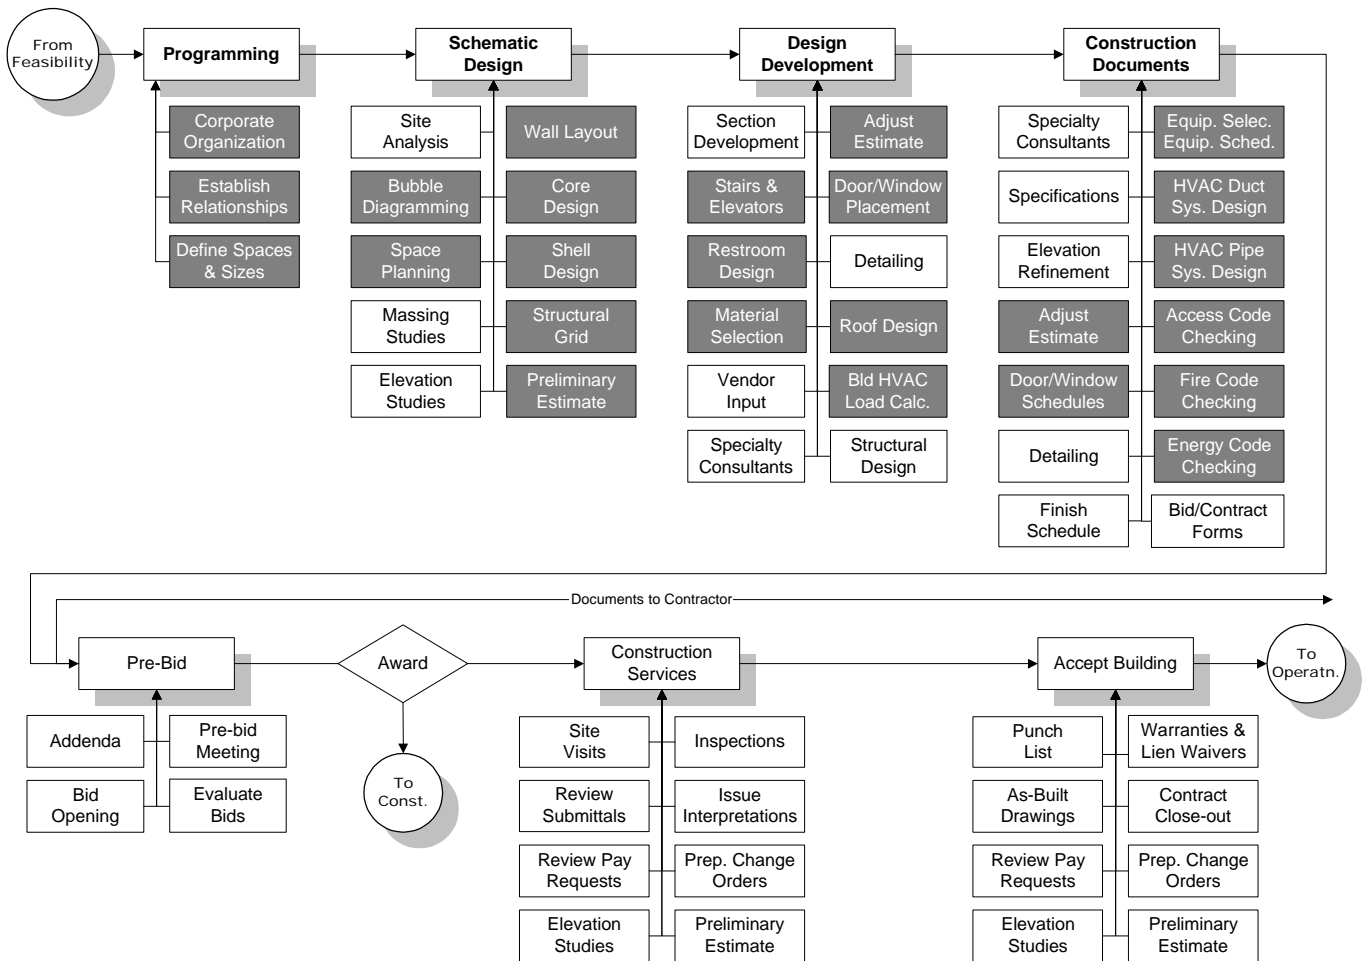 From
Feasibility
Programming
Schematic
Design
Design
Development
Construction
Documents
Corporate
Organization
Establish
Relationships
Define Spaces
& Sizes
Site
Analysis
Wall Layout
Bubble
Diagramming
Core
Design
Space
Planning
Shell
Design
Massing
Studies
Structural
Grid
Elevation
Studies
Preliminary
Estimate
Section
Development
Adjust
Estimate
Stairs &
Elevators
Door/Window
Placement
Restroom
Design
Detailing
Material
Selection
Roof Design
Vendor
Input
Bld HVAC
Load Calc.
Specialty
Consultants
Structural
Design
Specialty
Consultants
Equip. Selec.
Equip. Sched.
Specifications
HVAC Duct
Sys. Design
Elevation
Refinement
HVAC Pipe
Sys. Design
Adjust
Estimate
Access Code
Checking
Door/Window
Schedules
Fire Code
Checking
Detailing
Energy Code
Checking
Finish
Schedule
Bid/Contract
Forms
Documents to Contractor
Pre-Bid
Award
Construction
Services
Accept Building
To
Operatn.
Addenda
Pre-bid
Meeting
Bid
Opening
Evaluate
Bids
To
Const.
Site
Visits
Inspections
Review
Submittals
Issue
Interpretations
Review Pay
Requests
Prep. Change
Orders
Elevation
Studies
Preliminary
Estimate
Punch
List
Warranties &
Lien Waivers
As-Built
Drawings
Contract
Close-out
Review Pay
Requests
Prep. Change
Orders
Elevation
Studies
Preliminary
Estimate